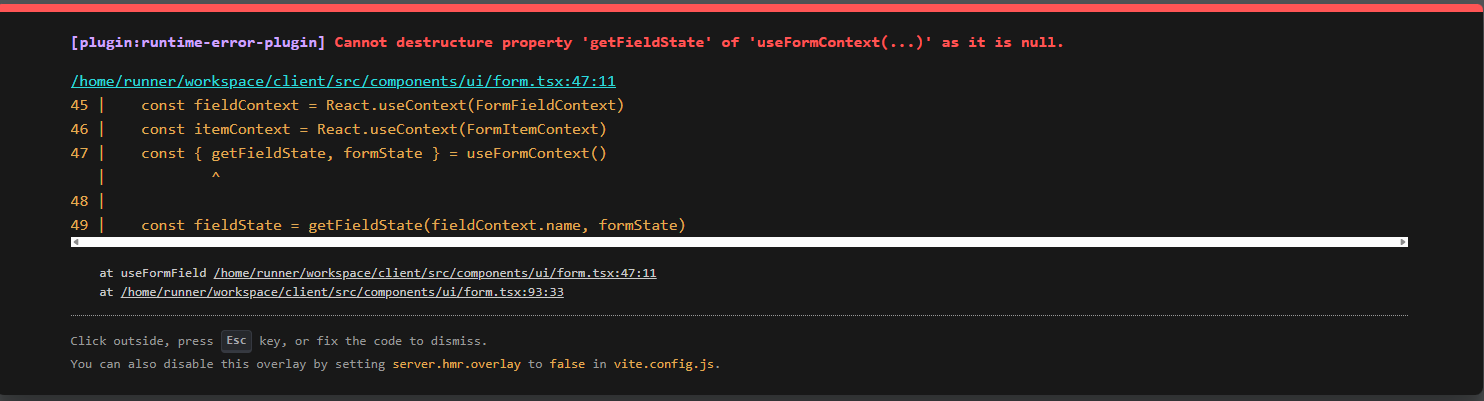 [plugin:runtime-error-plugin] Cannot destructure property 'getFieldState' of 'useFormContext(...)' as it is null.
/home/runner/workspace/client/src/components/ui/form.tsx:47:11
45 |    const fieldContext = React.useContext(FormFieldContext)
46 |    const itemContext = React.useContext(FormItemContext)
47 |    const { getFieldState, formState } = useFormContext()
   |            ^
48 |
49 |    const fieldState = getFieldState(fieldContext.name, formState)
at useFormField /home/runner/workspace/client/src/components/ui/form.tsx:47:11
at /home/runner/workspace/client/src/components/ui/form.tsx:93:33
Click outside, press Esc key, or fix the code to dismiss.
You can also disable this overlay by setting server.hmr.overlay to false in vite.config.js.